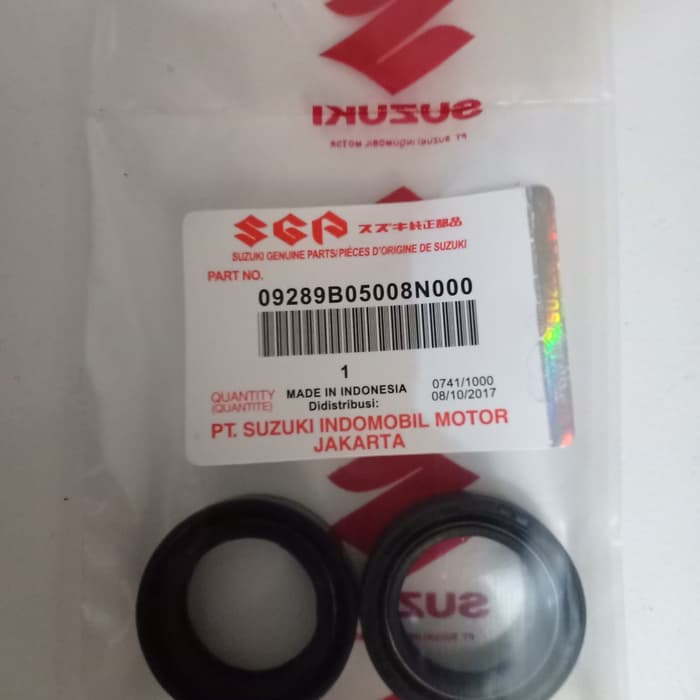 SUZUKI
PT SUZUKI INDOMOBIL MOTOR
SGP スズキ純正部品
SUZUKI GENUINE PARTS/PIÈCES D'ORIGINE DE SUZUKI
PART NO.
09289B05008N000
1
QUANTITY
(QUANTITE)
MADE IN INDONESIA
Didistribusi:
0741/1000
08/10/2017
PT. SUZUKI INDOMOBIL MOTOR
JAKARTA
SUZUKI